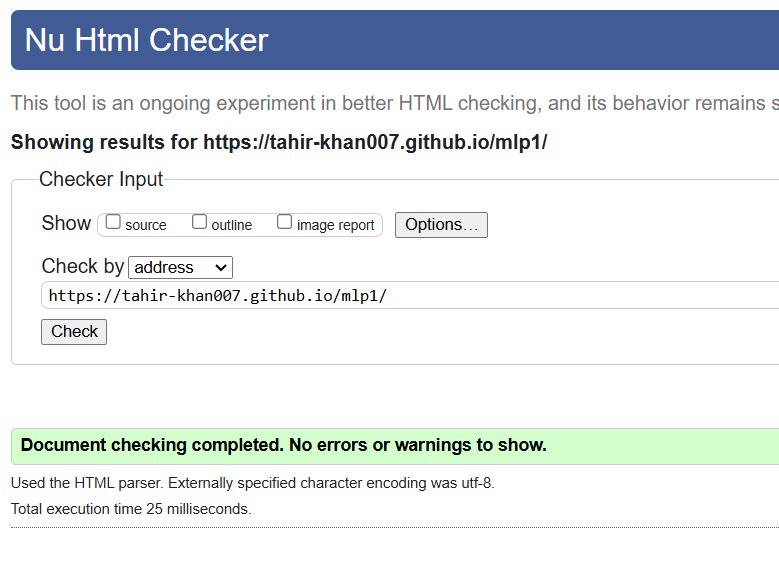 Nu Html Checker
This tool is an ongoing experiment in better HTML checking, and its behavior remains s
Showing results for https://tahir-khan007.github.io/mlp1/
Checker Input
Show source outline image report Options...
Check by address
https://tahir-khan007.github.io/mlp1/
Check
Document checking completed. No errors or warnings to show.
Used the HTML parser. Externally specified character encoding was utf-8.
Total execution time 25 milliseconds.